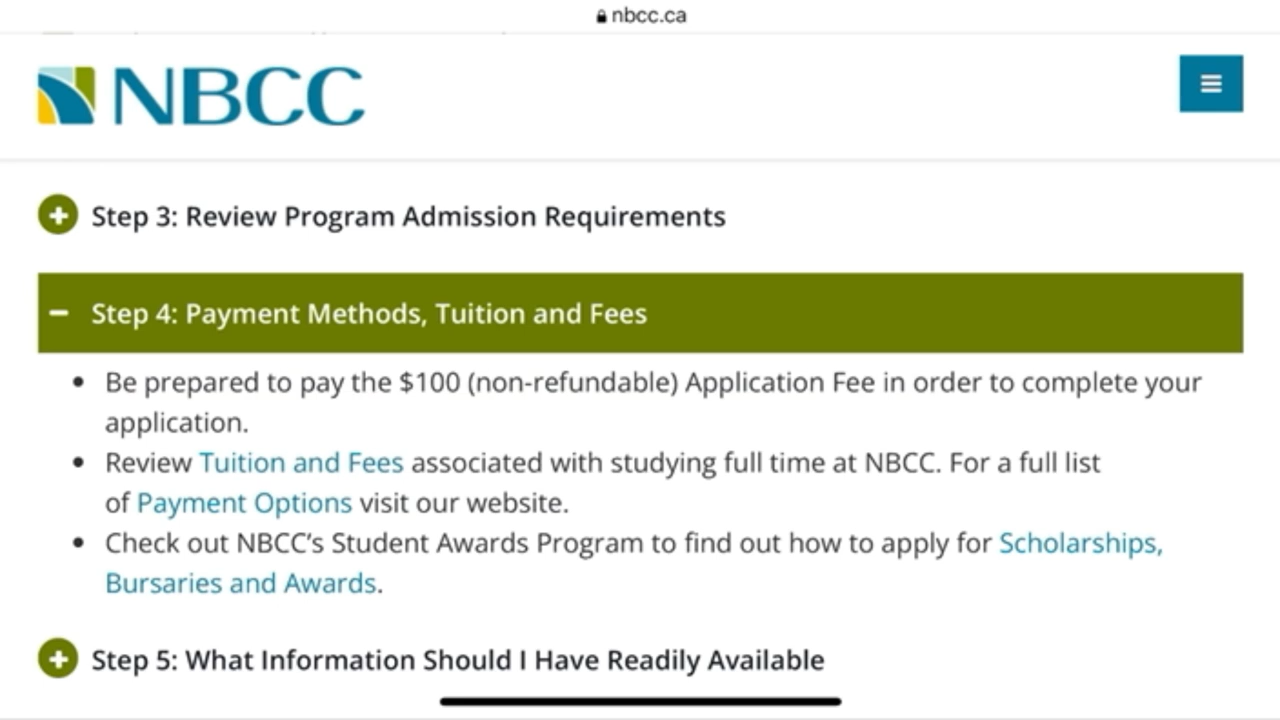 nbcc.ca
NBCC
Step 3: Review Program Admission Requirements
Step 4: Payment Methods, Tuition and Fees
Be prepared to pay the $100 (non-refundable) Application Fee in order to complete your
application.
Review Tuition and Fees associated with studying full time at NBCC. For a full list
of Payment Options visit our website.
Check out NBCC’s Student Awards Program to find out how to apply for Scholarships,
Bursaries and Awards.
Step 5: What Information Should I Have Readily Available